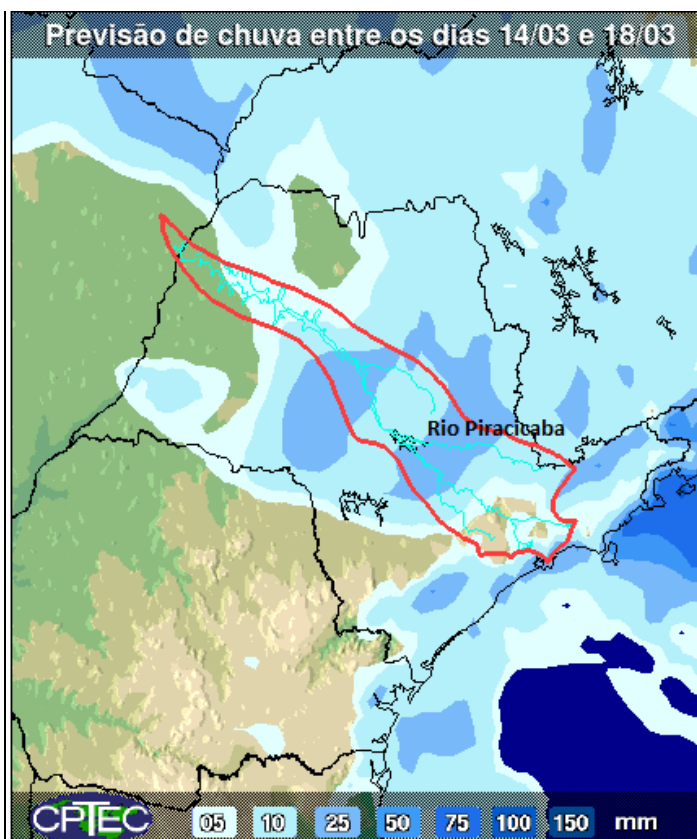 Previsão de chuva entre os dias 14/03 e 18/03
Rio Piracicaba
CPTEC 05 10 25 50 75 100 150 mm